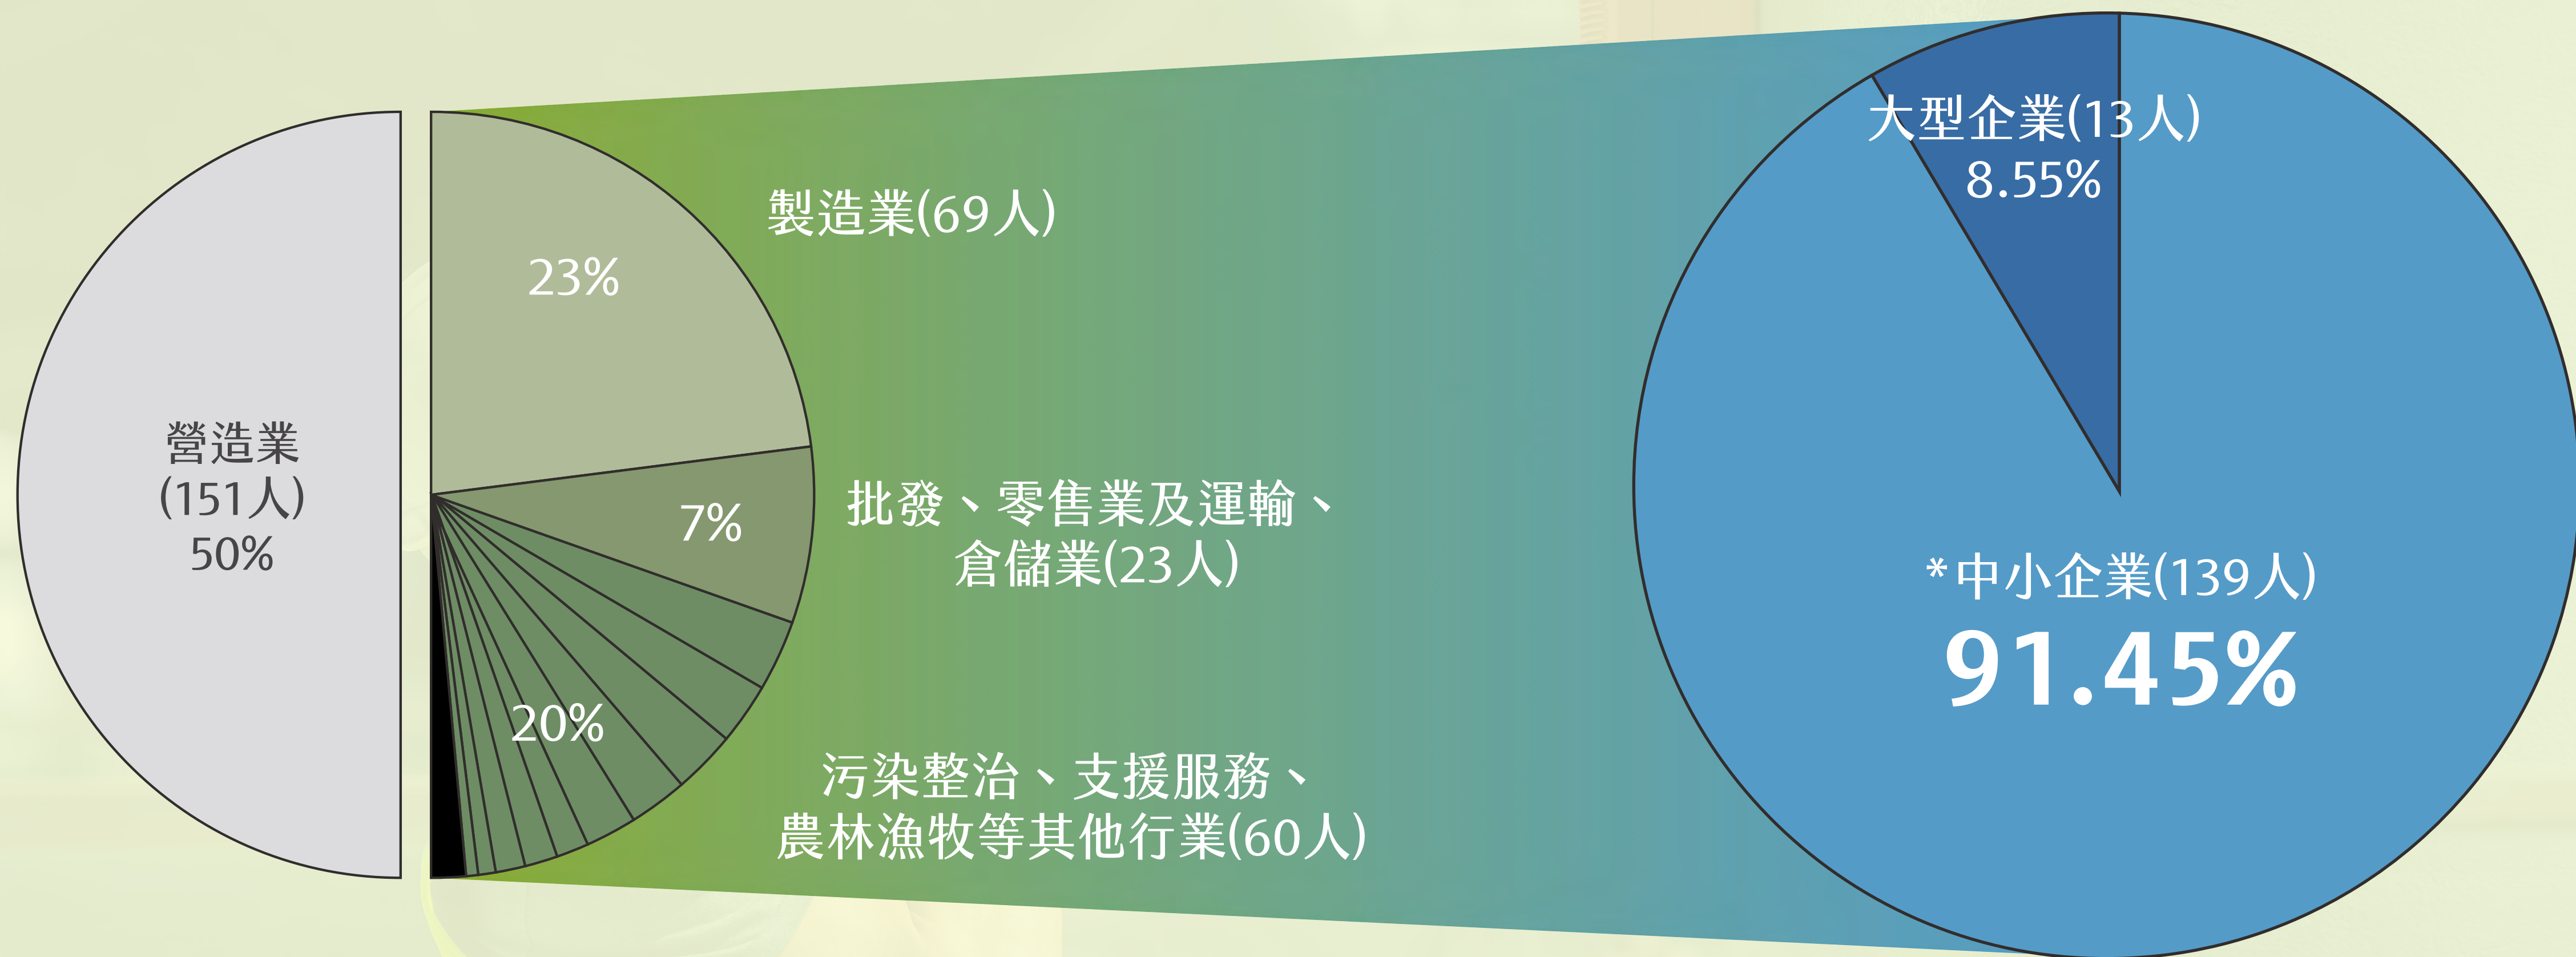 營造業
(151人)
50%
23%
製造業(69人)
7%
批發、零售業及運輸、
倉儲業(23人)
20%
污染整治、支援服務、
農林漁牧等其他行業(60人)
大型企業(13人)
8.55%
*中小企業(139人)
91.45%